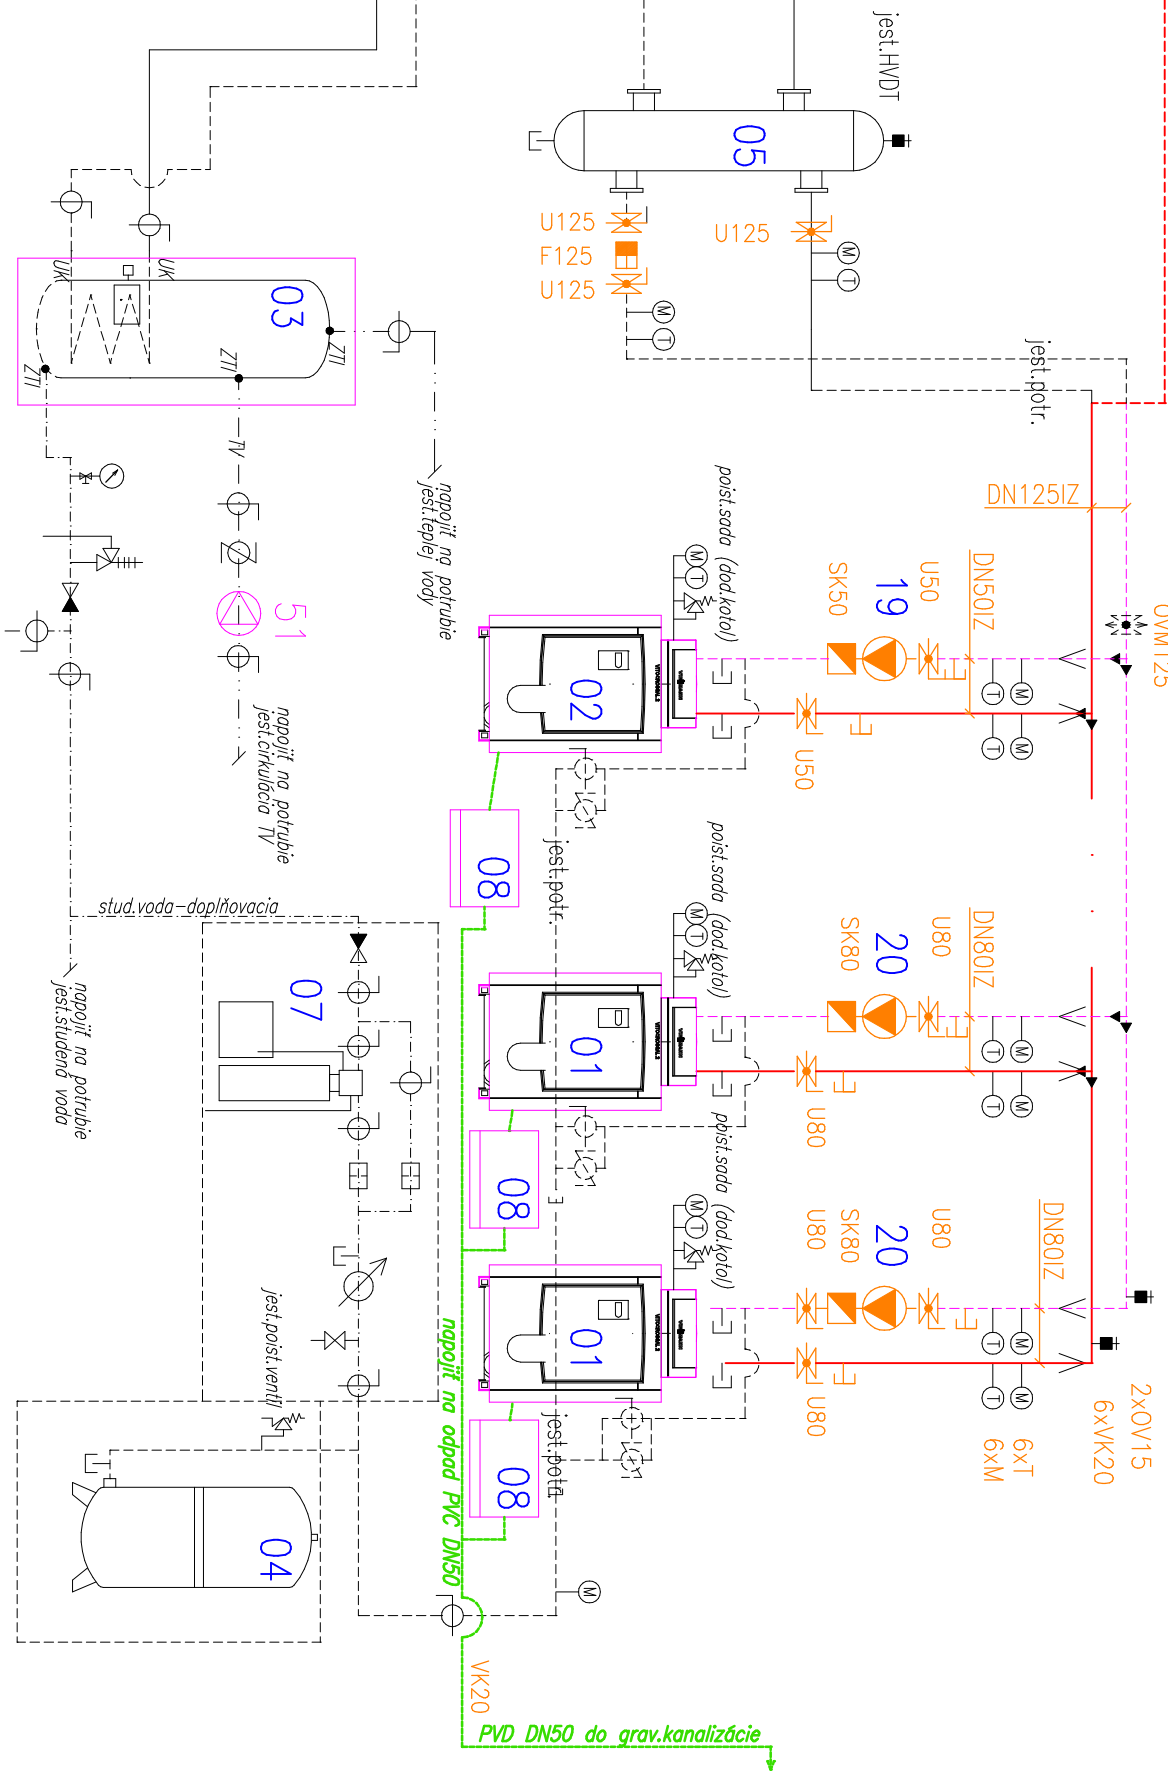 jest.HVDT
05
U125
F125
U125
U125
M
T
M
T
jest.potr.
ÚK
ÚK
03
ZTI
ZTI
ZTI
TV
napojiť na potrubie
jest.teplej vody
51
napojiť na potrubie
jest.cirkulácia TV
napojiť na potrubie
jest.studená voda
stud.voda-doplňovacia
DN125IZ
OVM125
DN50IZ
U50
19
SK50
poist.sada (dod.kotol)
M
T
02
T
M
T
M
U50
jest.potr.
08
DN80IZ
U80
20
SK80
poist.sada (dod.kotol)
M
T
01
T
M
T
M
U80
08
DN80IZ
U80
20
SK80
U80
poist.sada (dod.kotol)
M
T
01
T
M
T
M
U80
jest.potr.
08
2xOV15
6xVK20
6xT
6xM
07
jest.poist.ventil
04
napojiť na odpad PVC DN50
M
VK20
PVD DN50 do grav.kanalizácie